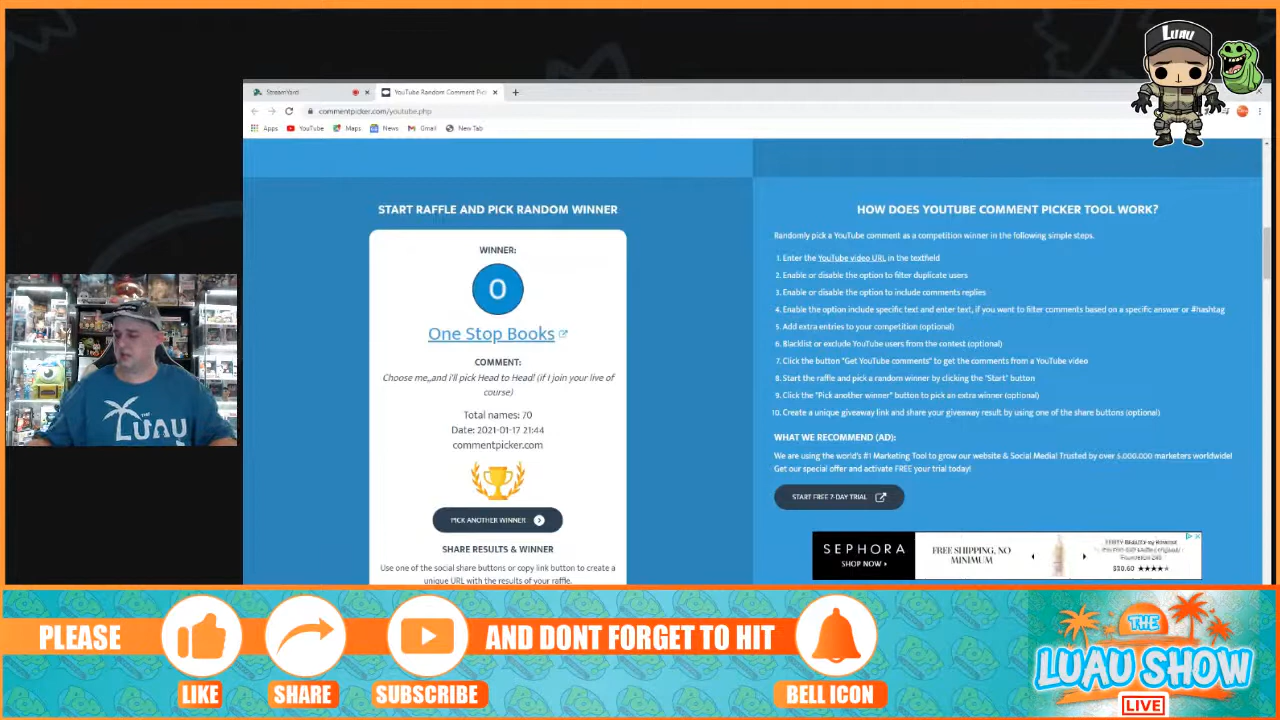 LUAU
StreamYard
YouTube Random Comment Pic
commentpicker.com/youtube.php
Apps
YouTube
Maps
News
Gmail
New Tab
START RAFFLE AND PICK RANDOM WINNER
WINNER:
O
One Stop Books
COMMENT:
Choose me,,and i'll pick Head to Head! (if I join your live of
course)
Total names: 70
Date: 2021-01-17 21:44
commentpicker.com
PICK ANOTHER WINNER
SHARE RESULTS & WINNER
Use one of the social share buttons or copy link button to create a
unique URL with the results of your raffle.
HOW DOES YOUTUBE COMMENT PICKER TOOL WORK?
Randomly pick a YouTube comment as a competition winner in the following simple steps.
1. Enter the YouTube video URL in the textfield
2. Enable or disable the option to filter duplicate users
3. Enable or disable the option to include comments replies
4. Enable the option include specific text and enter text, if you want to filter comments based on a specific answer or #hashtag
5. Add extra entries to your competition (optional)
6. Blacklist or exclude YouTube users from the contest (optional)
7. Click the button "Get YouTube comments" to get the comments from a YouTube video
8. Start the raffle and pick a random winner by clicking the "Start" button
9. Click the "Pick another winner" button to pick an extra winner (optional)
10. Create a unique giveaway link and share your giveaway result by using one of the share buttons (optional)
WHAT WE RECOMMEND (AD):
We are using the world's #1 Marketing Tool to grow our website & Social Media! Trusted by over 5.000.000 marketers worldwide!
Get our special offer and activate FREE your trial today!
START FREE 7-DAY TRIAL
SEPHORA
SHOP NOW
FREE SHIPPING, NO
MINIMUM
FENTY BEAUTY by Rihanna
$30.60
THE
LUAU
PLEASE
LIKE
SHARE
SUBSCRIBE
AND DONT FORGET TO HIT
BELL ICON
THE
LUAU SHOW
LIVE